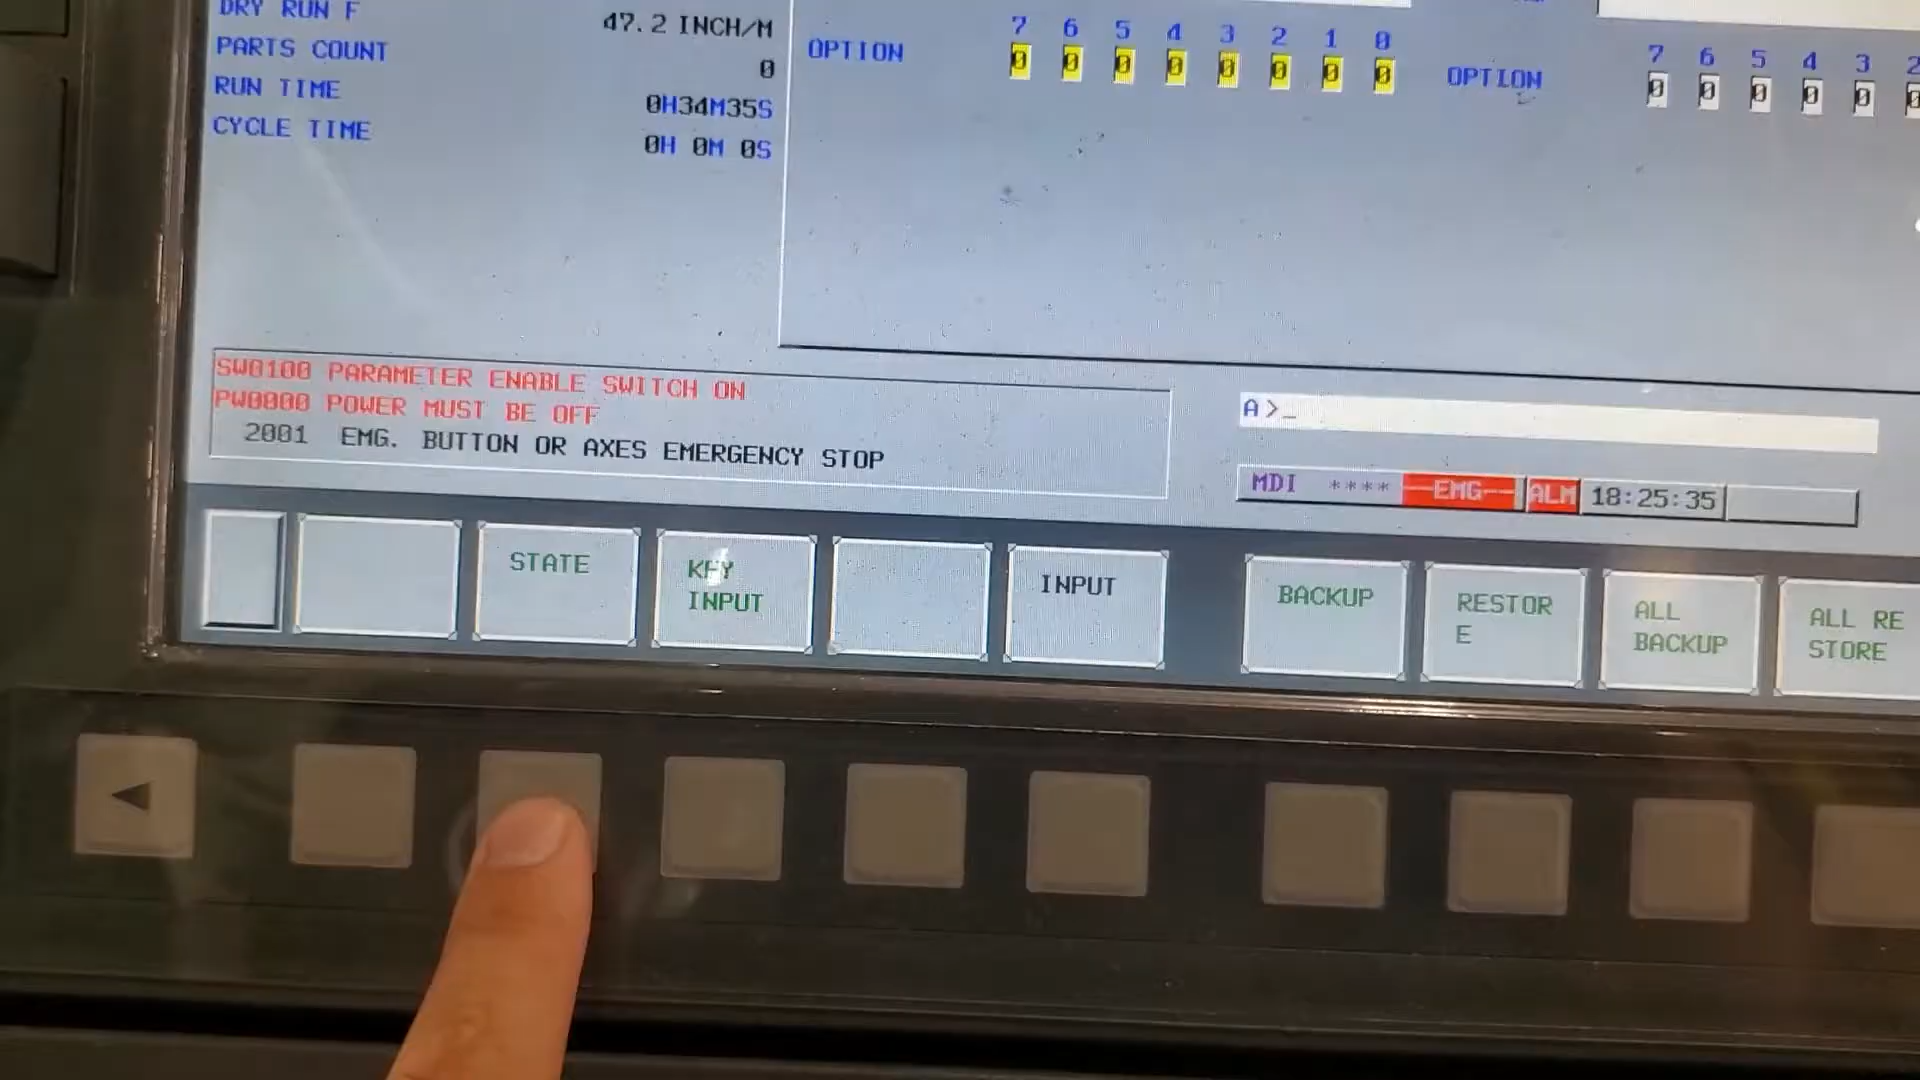 DRY RUN F 47.2 INCH/M
PARTS COUNT 0
RUN TIME 0H34M35S
CYCLE TIME 0H 0M 0S
7 6 5 4 3 2 1 0
OPTION 0 0 0 0 0 0 0 0
7 6 5 4 3 2
OPTION 0 0 0 0 0 0
SW0100 PARAMETER ENABLE SWITCH ON
PW0000 POWER MUST BE OFF
2001 EMG. BUTTON OR AXES EMERGENCY STOP
A>_
MDI **** --EMG-- ALM 18:25:35
STATE
KEY
INPUT
INPUT
BACKUP
RESTOR
E
ALL
BACKUP
ALL RE
STORE